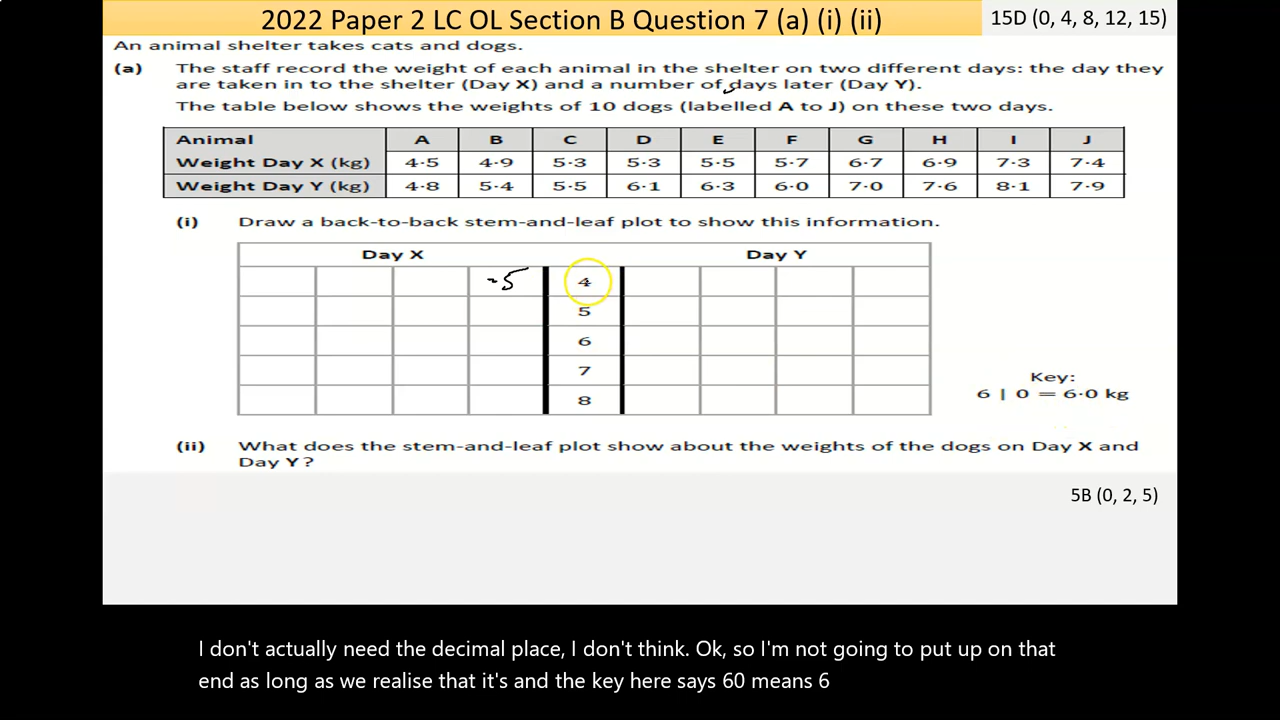 2022 Paper 2 LC OL Section B Question 7 (a) (i) (ii)
15D (0, 4, 8, 12, 15)
An animal shelter takes cats and dogs.
(a) The staff record the weight of each animal in the shelter on two different days: the day they
are taken in to the shelter (Day X) and a number of days later (Day Y).
The table below shows the weights of 10 dogs (labelled A to J) on these two days.
Animal A B C D E F G H I J
Weight Day X (kg) 4·5 4·9 5·3 5·3 5·5 5·7 6·7 6·9 7·3 7·4
Weight Day Y (kg) 4·8 5·4 5·5 6·1 6·3 6·0 7·0 7·6 8·1 7·9
(i) Draw a back-to-back stem-and-leaf plot to show this information.
Day X Day Y
·5 4
5
6
7
8
Key:
6 | 0 = 6·0 kg
(ii) What does the stem-and-leaf plot show about the weights of the dogs on Day X and
Day Y?
5B (0, 2, 5)
I don't actually need the decimal place, I don't think. Ok, so I'm not going to put up on that
end as long as we realise that it's and the key here says 60 means 6